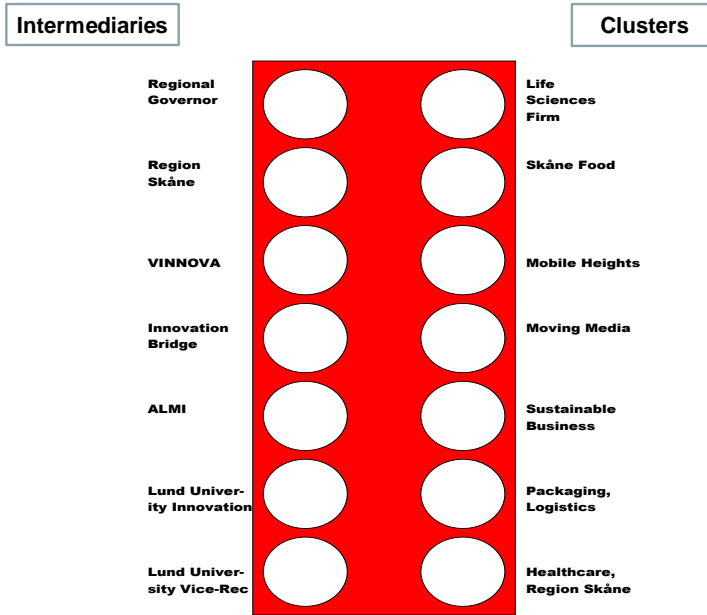 Intermediaries
Clusters
Regional
Governor
Life
Sciences
Firm
Region
Skåne
Skåne Food
VINNOVA
Mobile Heights
Innovation
Bridge
Moving Media
ALMI
Sustainable
Business
Lund Univer-
ity Innovation
Packaging,
Logistics
Lund Univer-
sity Vice-Rec
Healthcare,
Region Skåne